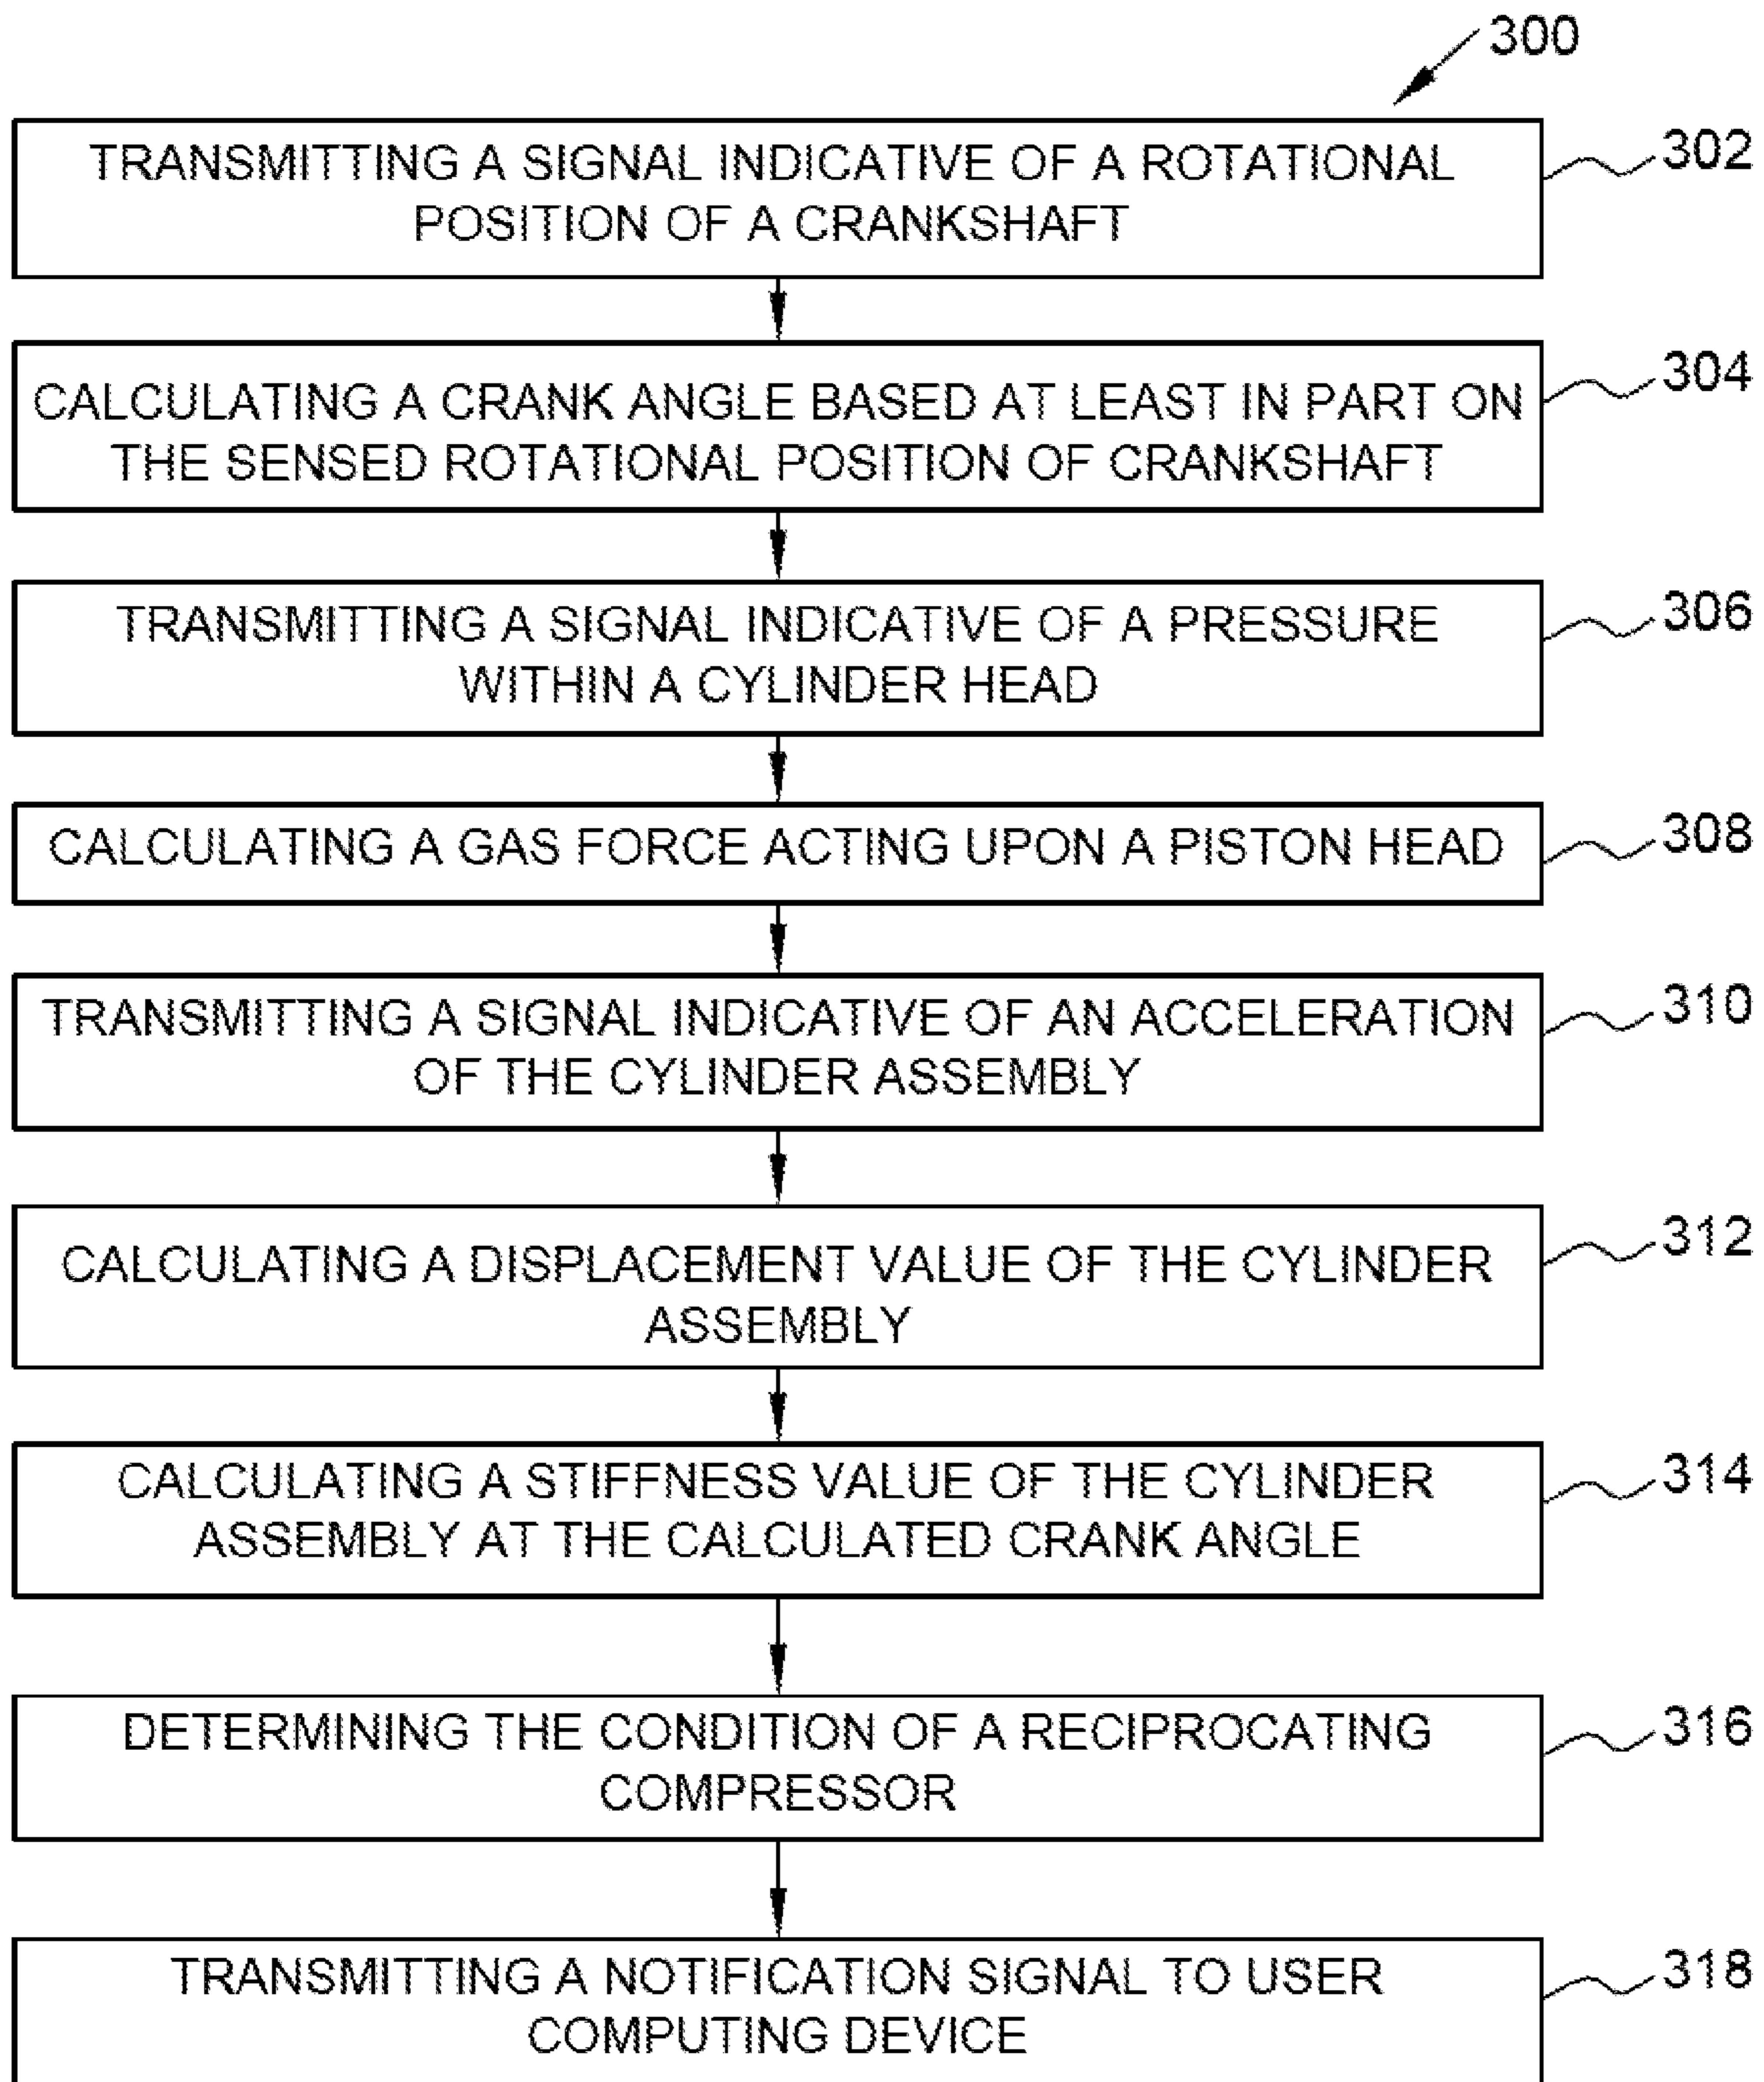 300
TRANSMITTING A SIGNAL INDICATIVE OF A ROTATIONAL
POSITION OF A CRANKSHAFT
302
CALCULATING A CRANK ANGLE BASED AT LEAST IN PART ON
THE SENSED ROTATIONAL POSITION OF CRANKSHAFT
304
TRANSMITTING A SIGNAL INDICATIVE OF A PRESSURE
WITHIN A CYLINDER HEAD
306
CALCULATING A GAS FORCE ACTING UPON A PISTON HEAD
308
TRANSMITTING A SIGNAL INDICATIVE OF AN ACCELERATION
OF THE CYLINDER ASSEMBLY
310
CALCULATING A DISPLACEMENT VALUE OF THE CYLINDER
ASSEMBLY
312
CALCULATING A STIFFNESS VALUE OF THE CYLINDER
ASSEMBLY AT THE CALCULATED CRANK ANGLE
314
DETERMINING THE CONDITION OF A RECIPROCATING
COMPRESSOR
316
TRANSMITTING A NOTIFICATION SIGNAL TO USER
COMPUTING DEVICE
318